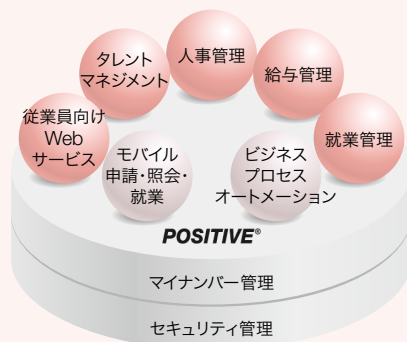 人事管理
タレント
マネジメント
給与管理
従業員向け
Web
サービス
就業管理
モバイル
申請・照会・
就業
ビジネス
プロセス
オートメーション
POSITIVE®
マイナンバー管理
セキュリティ管理